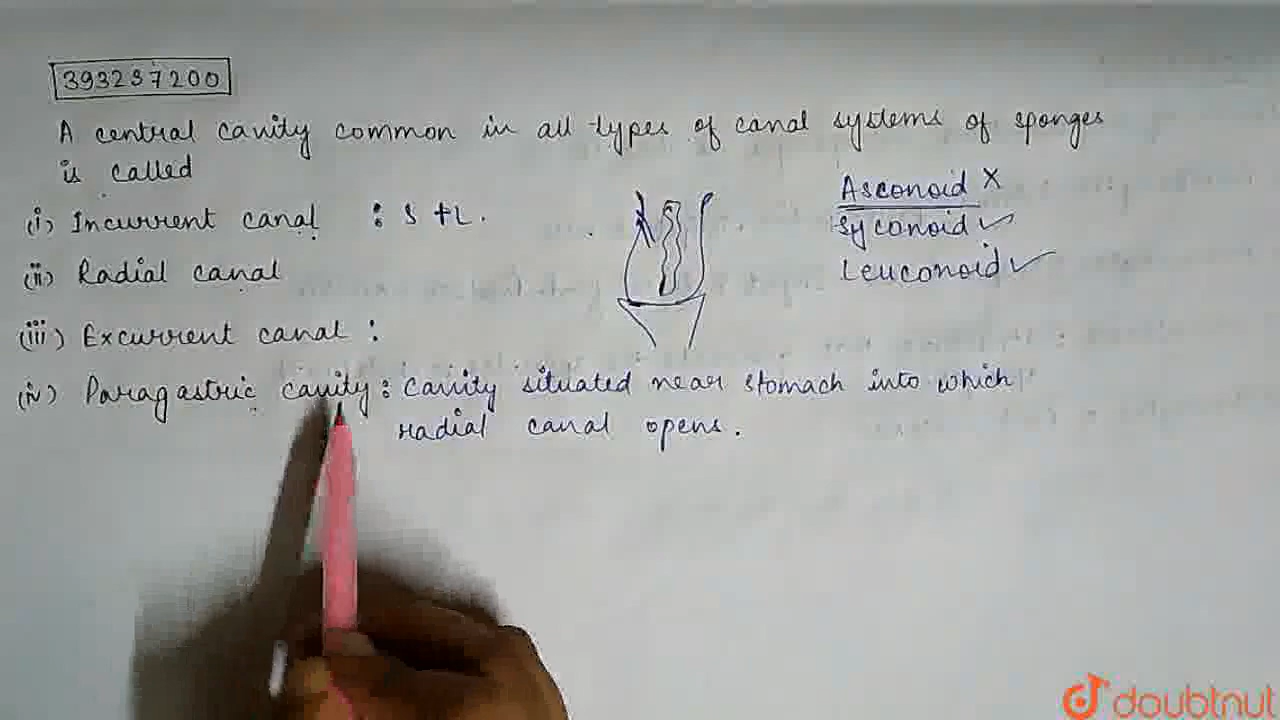 393237200
A central cavity common in all types of canal systems of sponges
is called
(i) Incurrent canal : S + L.
(ii) Radial canal
(iii) Excurrent canal :
(iv) Paragastric cavity : Cavity situated near stomach into which
radial canal opens.
Asconoid X
Syconoid ✓
Leuconoid ✓
doubtnut